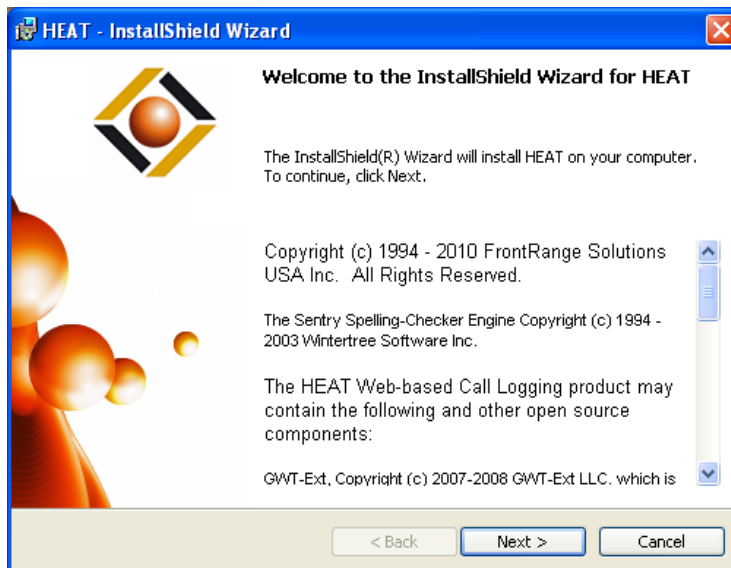 HEAT - InstallShield Wizard
Welcome to the InstallShield Wizard for HEAT
The InstallShield(R) Wizard will install HEAT on your computer.
To continue, click Next.
Copyright (c) 1994 - 2010 FrontRange Solutions
USA Inc.  All Rights Reserved.
The Sentry Spelling-Checker Engine Copyright (c) 1994 -
2003 Wintertree Software Inc.
The HEAT Web-based Call Logging product may
contain the following and other open source
components:
GWT-Ext, Copyright (c) 2007-2008 GWT-Ext LLC. which is
< Back
Next >
Cancel